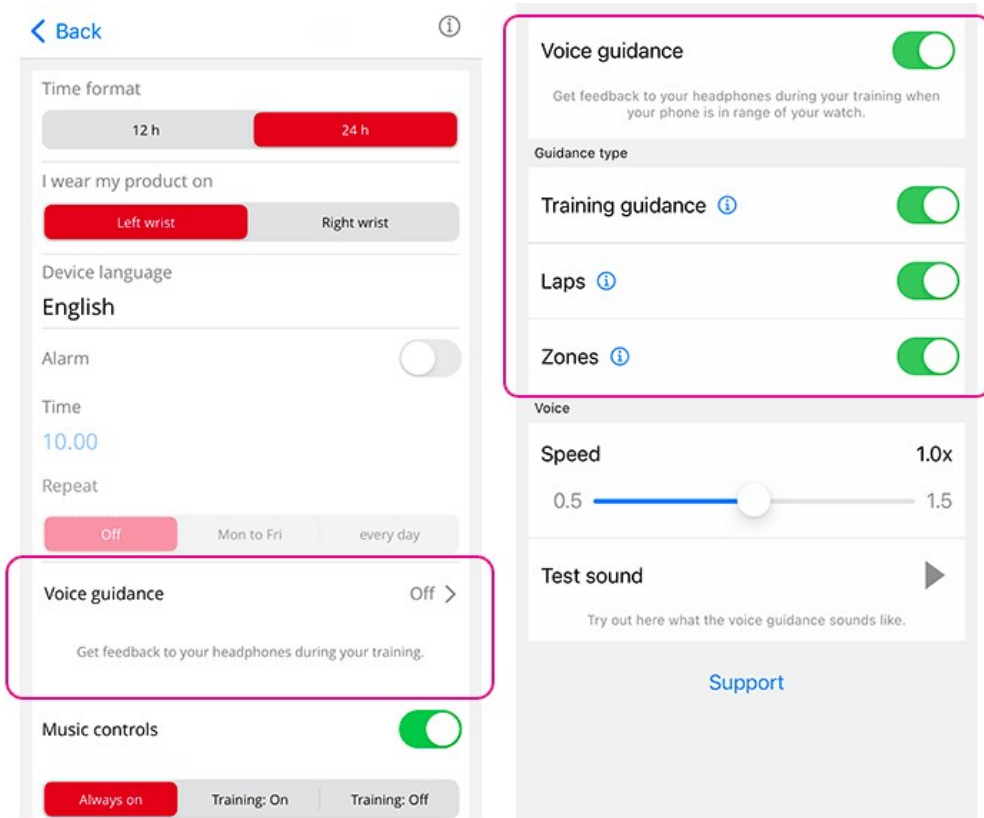 Back
Time format
12 h 24 h
I wear my product on
Left wrist Right wrist
Device language
English
Alarm
Time
10.00
Repeat
Off Mon to Fri every day
Voice guidance Off
Get feedback to your headphones during your training.
Music controls
Always on Training: On Training: Off
Voice guidance
Get feedback to your headphones during your training when
your phone is in range of your watch.
Guidance type
Training guidance
Laps
Zones
Voice
Speed 1.0x
0.5 1.5
Test sound
Try out here what the voice guidance sounds like.
Support